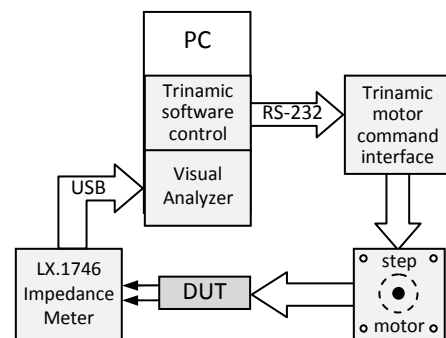 PC
Trinamic
software
control
RS-232
Trinamic
motor
command
interface
Visual
Analyzer
USB
LX.1746
Impedance
Meter
DUT
step
motor